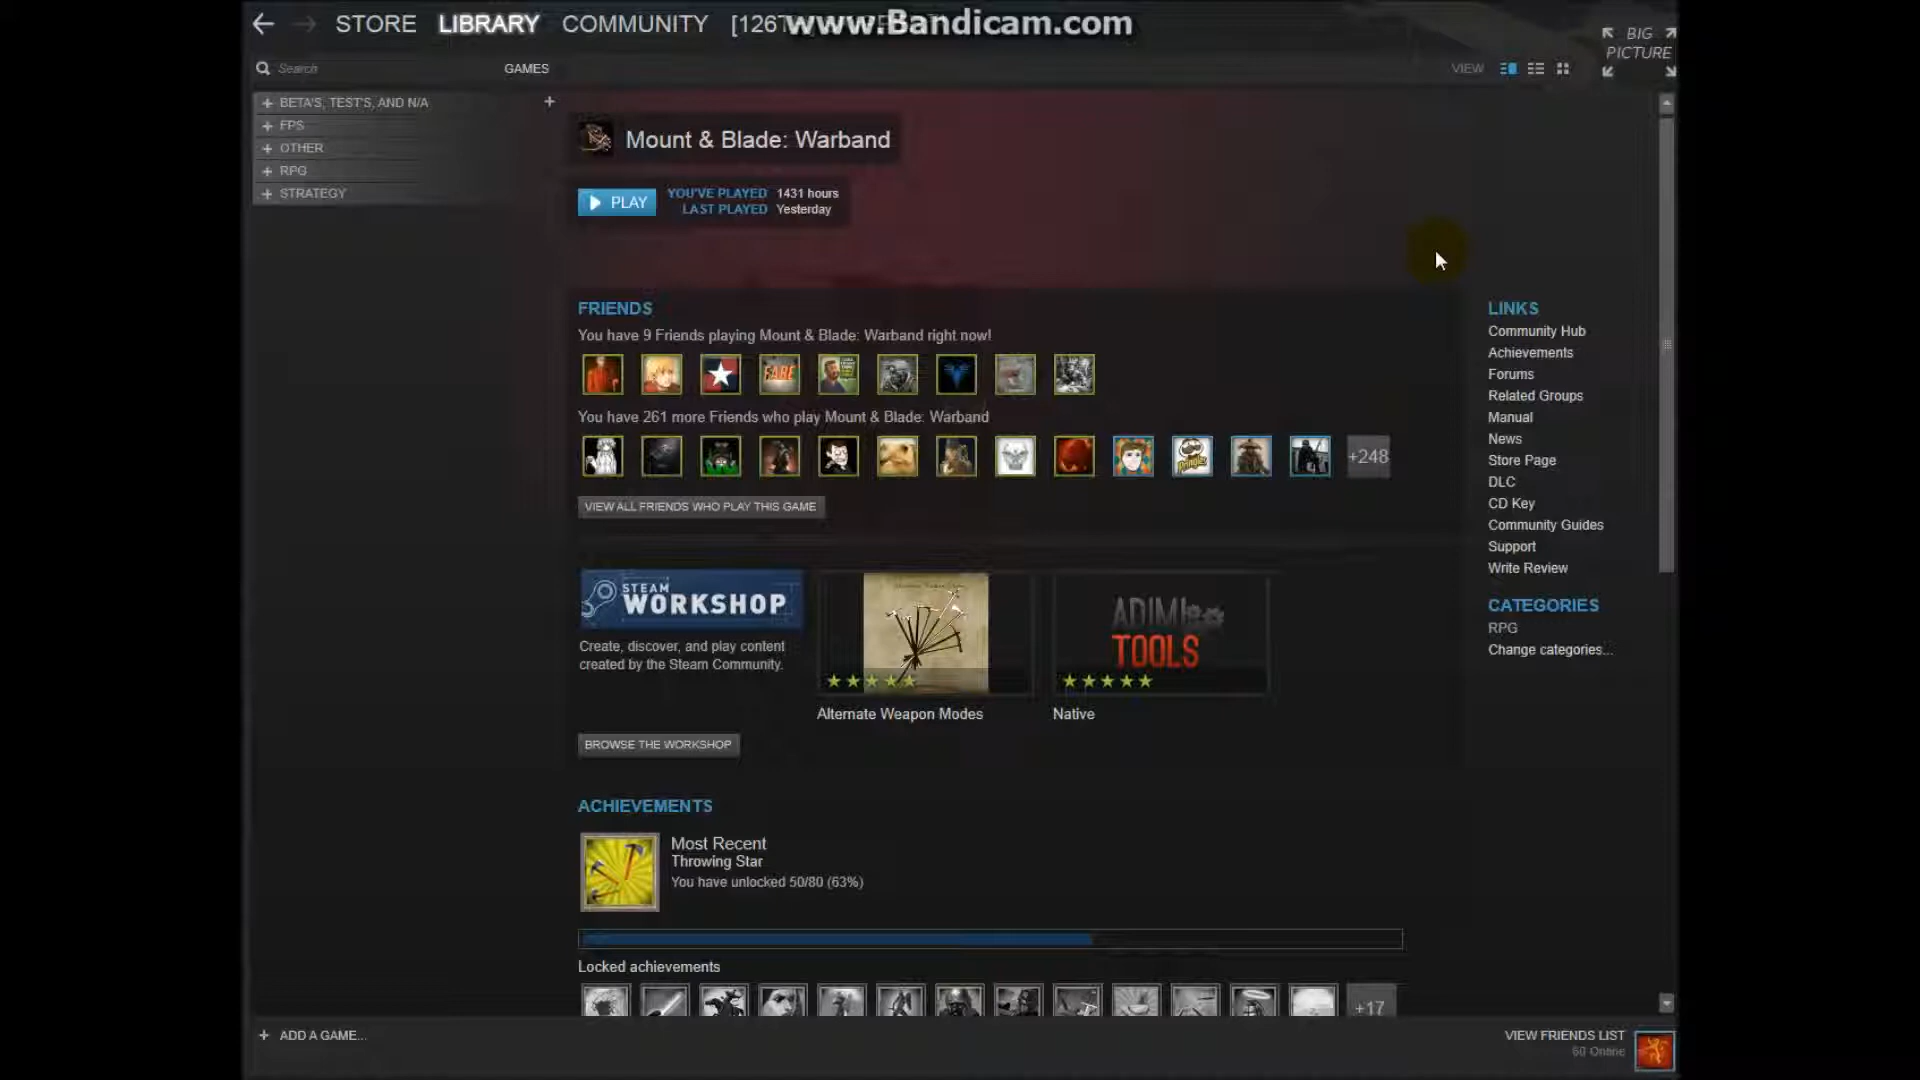 STORE LIBRARY COMMUNITY [126T
www.Bandicam.com
BIG PICTURE
Search
GAMES
VIEW
+ BETA'S, TEST'S, AND N/A
+ FPS
+ OTHER
+ RPG
+ STRATEGY
Mount & Blade: Warband
PLAY
YOU'VE PLAYED 1431 hours
LAST PLAYED Yesterday
FRIENDS
You have 9 Friends playing Mount & Blade: Warband right now!
You have 261 more Friends who play Mount & Blade: Warband
+248
VIEW ALL FRIENDS WHO PLAY THIS GAME
STEAM WORKSHOP
Create, discover, and play content
created by the Steam Community.
ADIMI TOOLS
Alternate Weapon Modes
Native
BROWSE THE WORKSHOP
ACHIEVEMENTS
Most Recent
Throwing Star
You have unlocked 50/80 (63%)
Locked achievements
+17
LINKS
Community Hub
Achievements
Forums
Related Groups
Manual
News
Store Page
DLC
CD Key
Community Guides
Support
Write Review
CATEGORIES
RPG
Change categories...
+ ADD A GAME...
VIEW FRIENDS LIST
60 Online